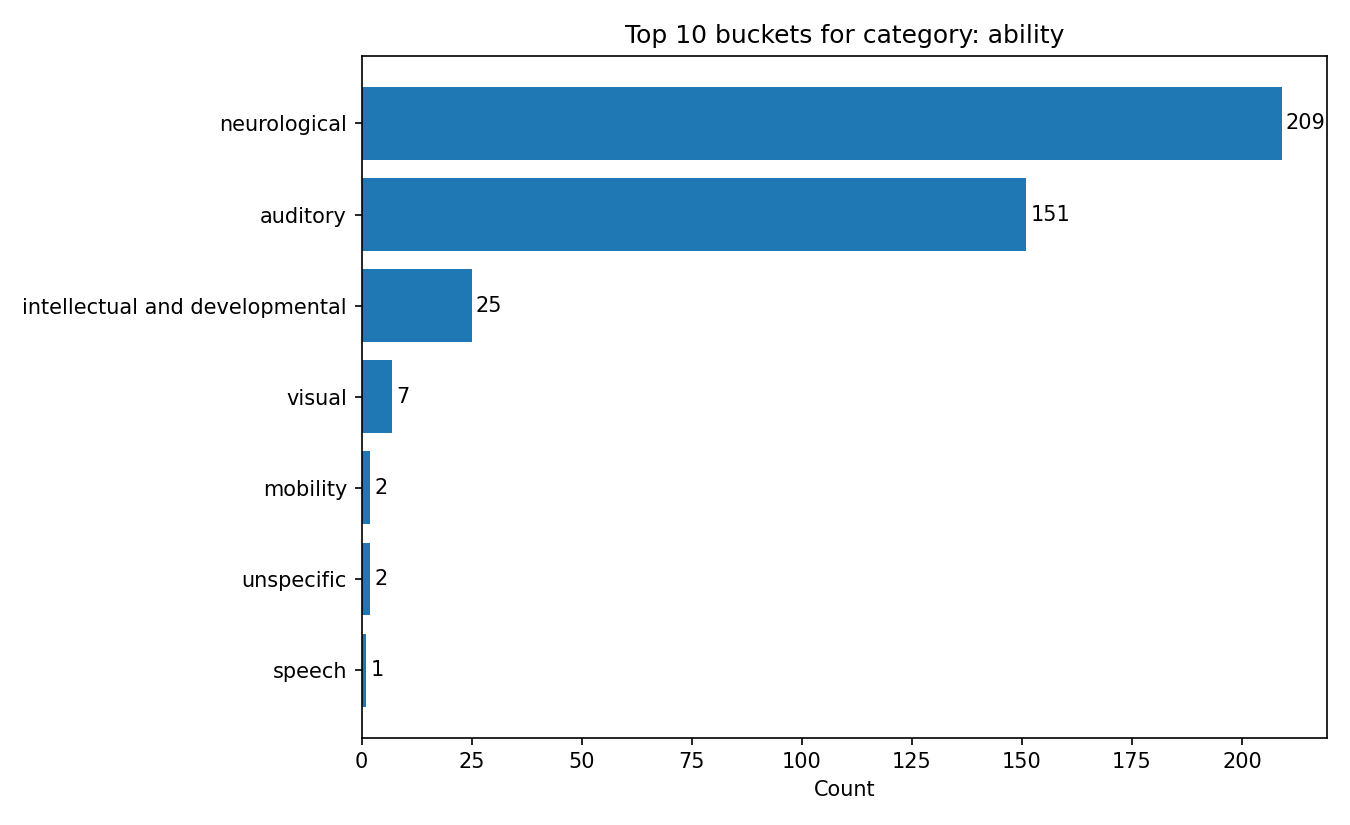 Top 10 buckets for category: ability
neurological 209
auditory 151
intellectual and developmental 25
visual 7
mobility 2
unspecific 2
speech 1
0 25 50 75 100 125 150 175 200
Count